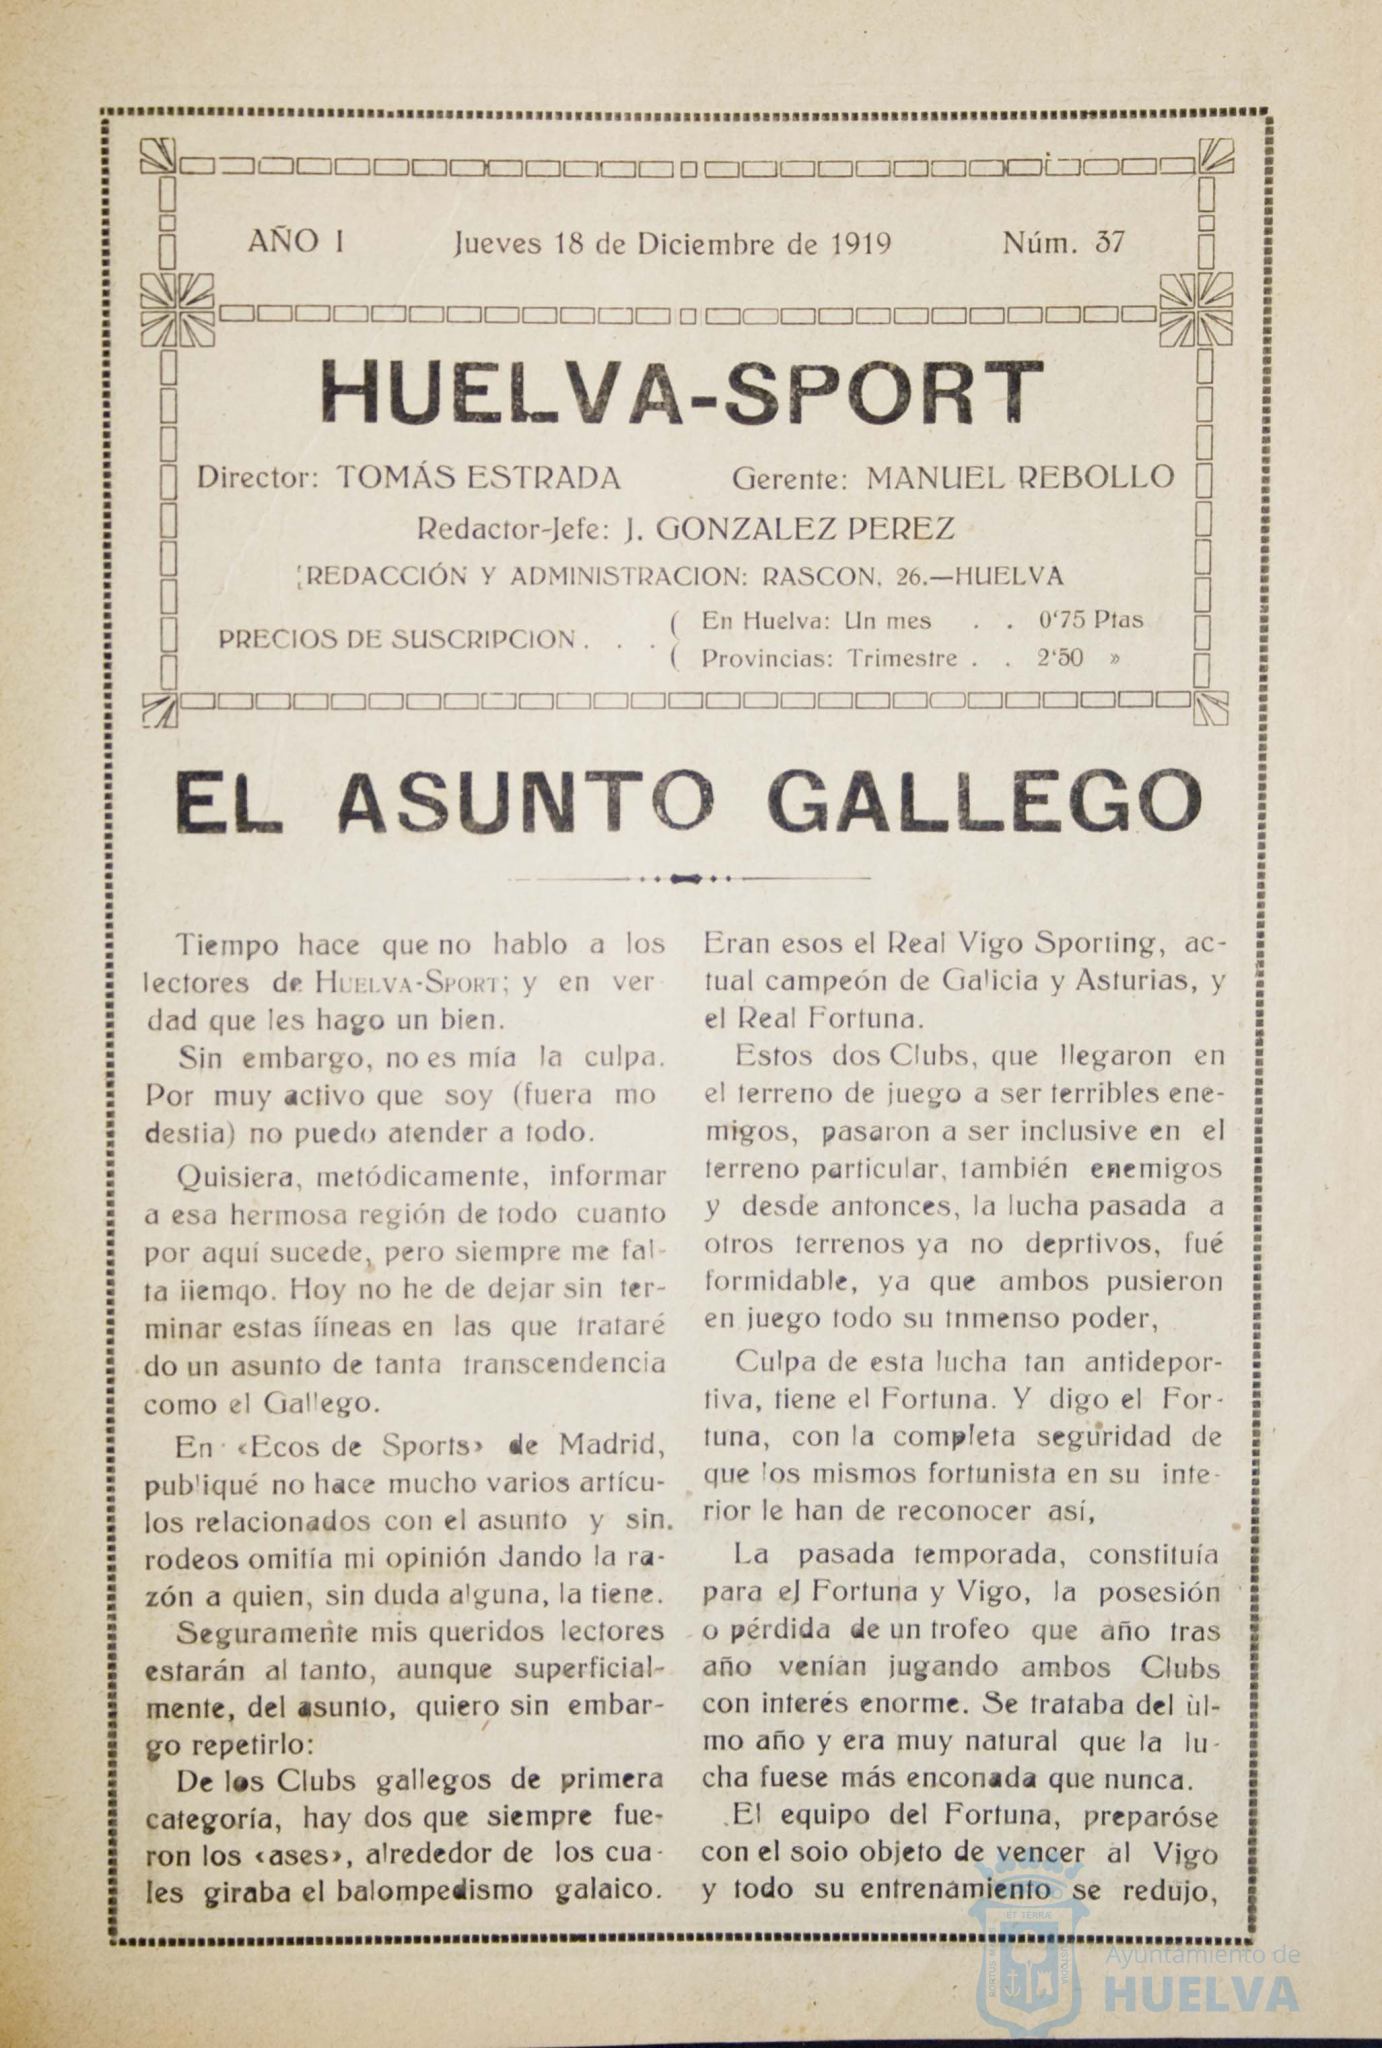 AÑO I Jueves 18 de Diciembre de 1919 Núm. 37
HUELVA-SPORT
Director: TOMÁS ESTRADA Gerente: MANUEL REBOLLO
Redactor-Jefe: J. GONZALEZ PEREZ
REDACCIÓN Y ADMINISTRACION: RASCON, 26.—HUELVA
PRECIOS DE SUSCRIPCION . . . ( En Huelva: Un mes . . 0'75 Ptas
( Provincias: Trimestre . . 2'50 »
EL ASUNTO GALLEGO
Tiempo hace que no hablo a los
lectores de HUELVA-SPORT; y en ver
dad que les hago un bien.
Sin embargo, no es mía la culpa.
Por muy activo que soy (fuera mo
destia) no puedo atender a todo.
Quisiera, metódicamente, informar
a esa hermosa región de todo cuanto
por aquí sucede, pero siempre me fal-
ta iiemqo. Hoy no he de dejar sin ter-
minar estas iíneas en las que trataré
do un asunto de tanta transcendencia
como el Gallego.
En «Ecos de Sports» de Madrid,
publiqué no hace mucho varios artícu-
los relacionados con el asunto y sin.
rodeos omitía mi opinión dando la ra-
zón a quien, sin duda alguna, la tiene.
Seguramente mis queridos lectores
estarán al tanto, aunque superficial-
mente, del asunto, quiero sin embar-
go repetirlo:
De los Clubs gallegos de primera
categoría, hay dos que siempre fue-
ron los «ases», alrededor de los cua-
les giraba el balompedismo galaico.
Eran esos el Real Vigo Sporting, ac-
tual campeón de Galicia y Asturias, y
el Real Fortuna.
Estos dos Clubs, que llegaron en
el terreno de juego a ser terribles ene-
migos, pasaron a ser inclusive en el
terreno particular, también enemigos
y desde antonces, la lucha pasada a
otros terrenos ya no deprtivos, fué
formidable, ya que ambos pusieron
en juego todo su tnmenso poder,
Culpa de esta lucha tan antidepor-
tiva, tiene el Fortuna. Y digo el For-
tuna, con la completa seguridad de
que los mismos fortunista en su inte-
rior le han de reconocer así,
La pasada temporada, constituía
para el Fortuna y Vigo, la posesión
o pérdida de un trofeo que año tras
año venían jugando ambos Clubs
con interés enorme. Se trataba del úl-
mo año y era muy natural que la lu-
cha fuese más enconada que nunca.
El equipo del Fortuna, preparóse
con el soio objeto de vencer al Vigo
y todo su entrenamiento se redujo,
Ayuntamiento de
HUELVA